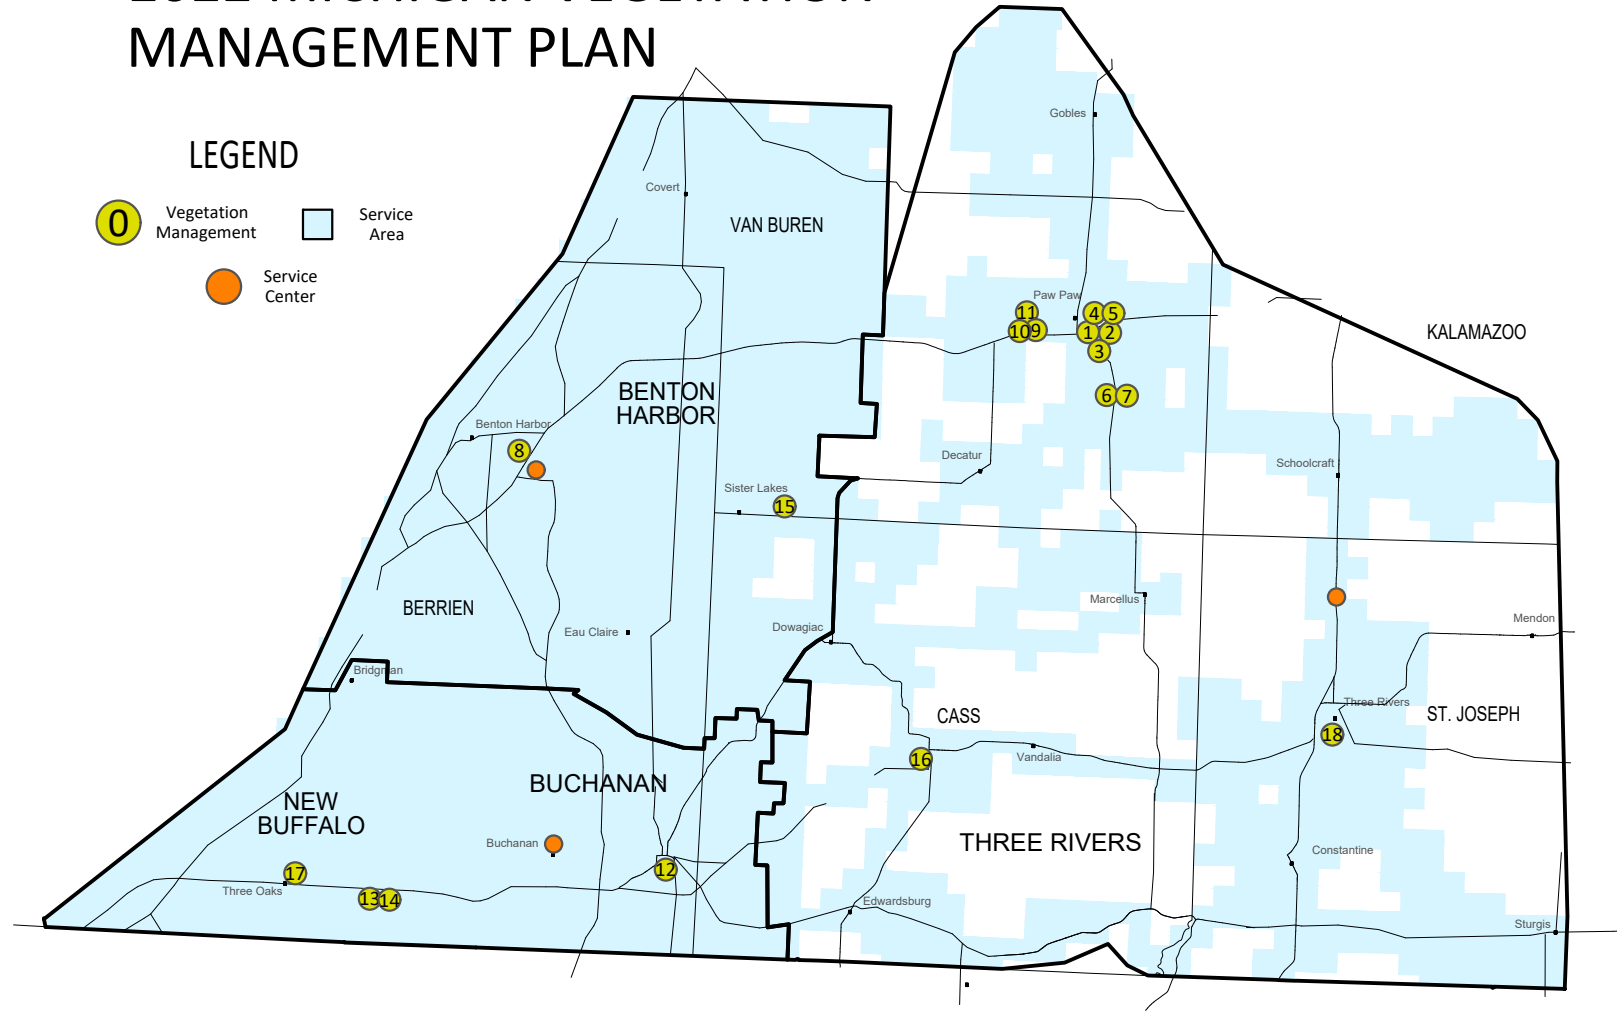 2022 MICHIGAN VEGETATION
MANAGEMENT PLAN
LEGEND
0
Vegetation
Management
Service
Area
Service
Center
Gobles
Covert
VAN BUREN
Paw Paw
11
10
9
4
5
1
2
3
6
7
KALAMAZOO
BENTON
HARBOR
Benton Harbor
8
Decatur
Schoolcraft
Sister Lakes
15
BERRIEN
Eau Claire
Dowagiac
Marcellus
Mendon
Bridgman
CASS
Three Rivers
ST. JOSEPH
18
16
Vandalia
BUCHANAN
NEW
BUFFALO
THREE RIVERS
Buchanan
12
Constantine
17
Three Oaks
13
14
Edwardsburg
Sturgis